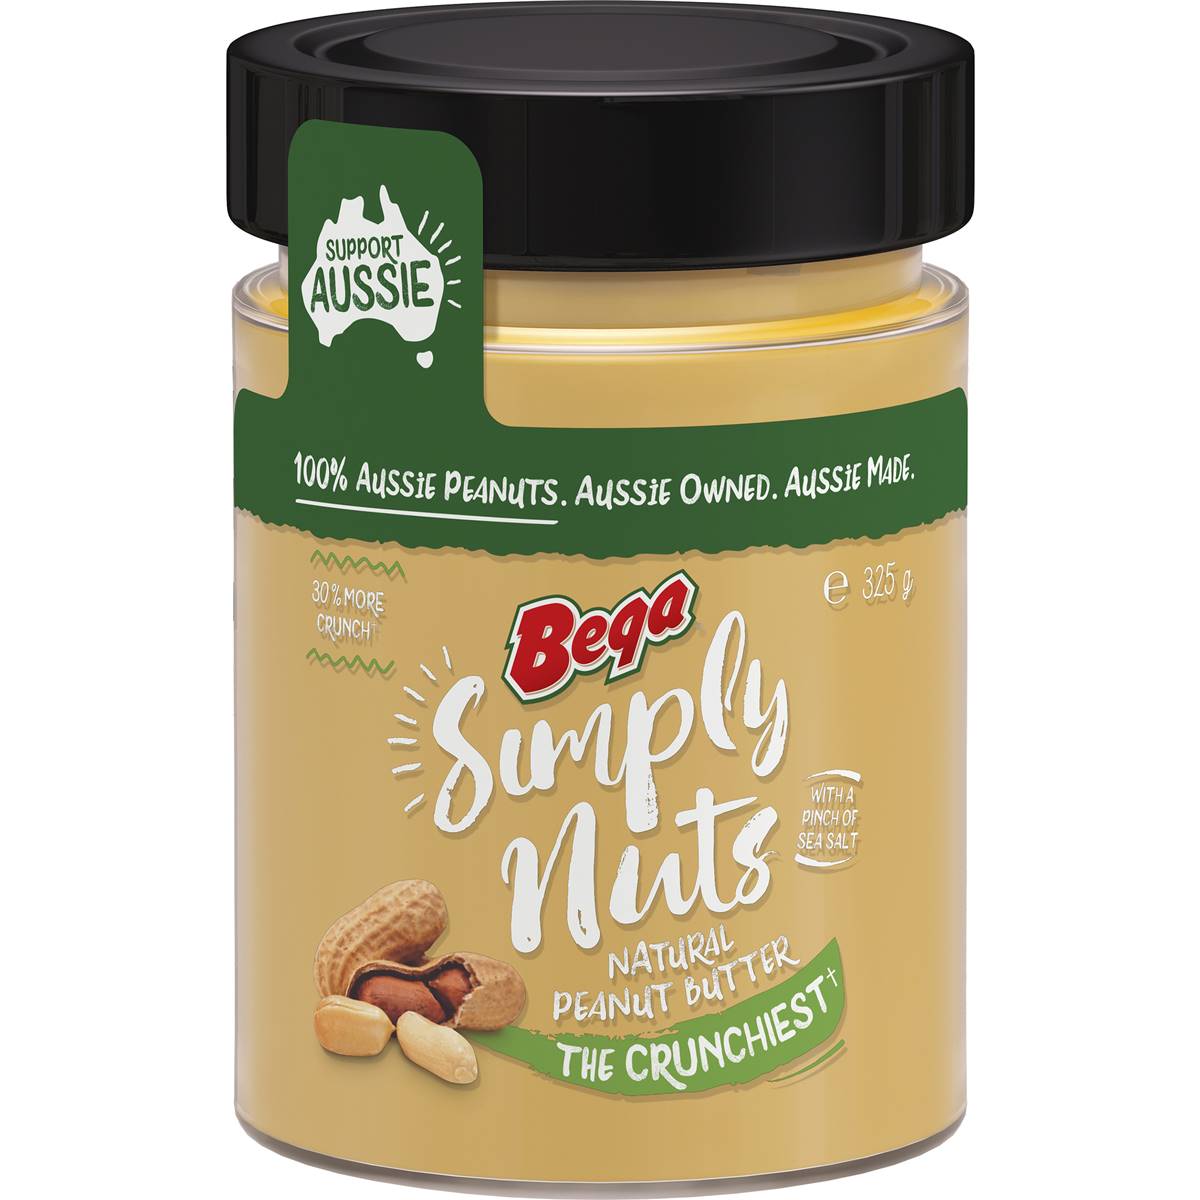 SUPPORT
AUSSIE
100% AUSSIE PEANUTS. AUSSIE OWNED. AUSSIE MADE.
30% MORE
CRUNCH†
℮ 325 g
Bega
Simply
Nuts
WITH A
PINCH OF
SEA SALT
NATURAL
PEANUT BUTTER
THE CRUNCHIEST†